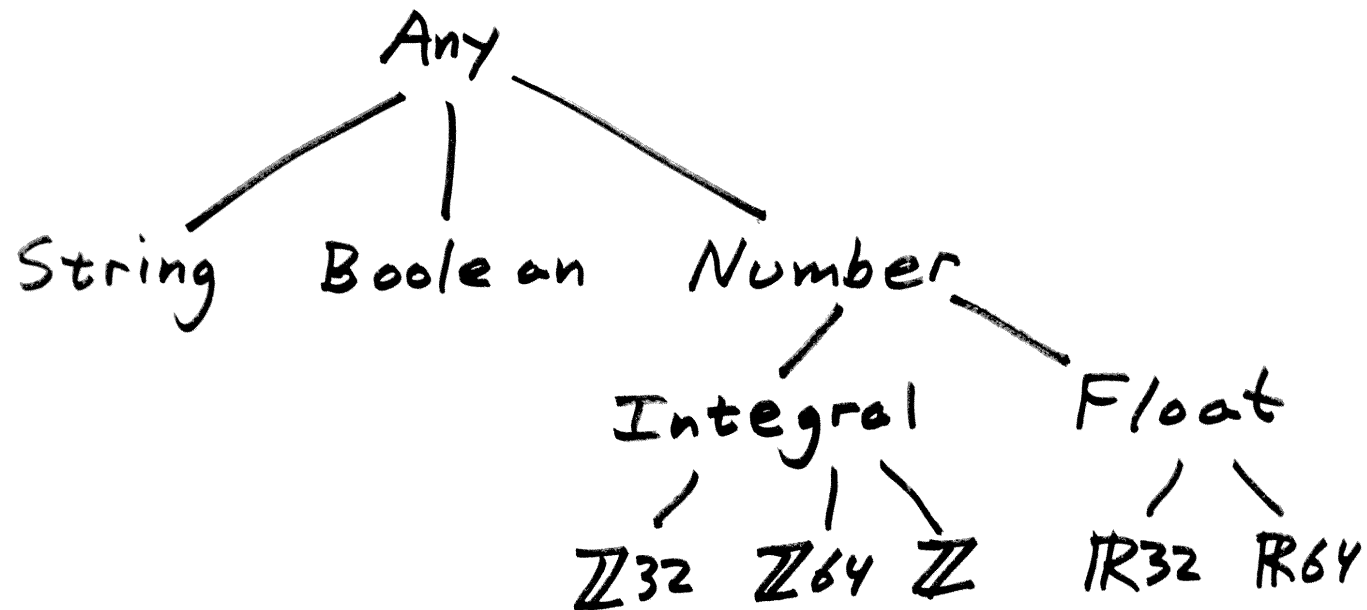 Any
String Boolean Number
Integral Float
ℤ32 ℤ64 ℤ ℝ32 ℝ64